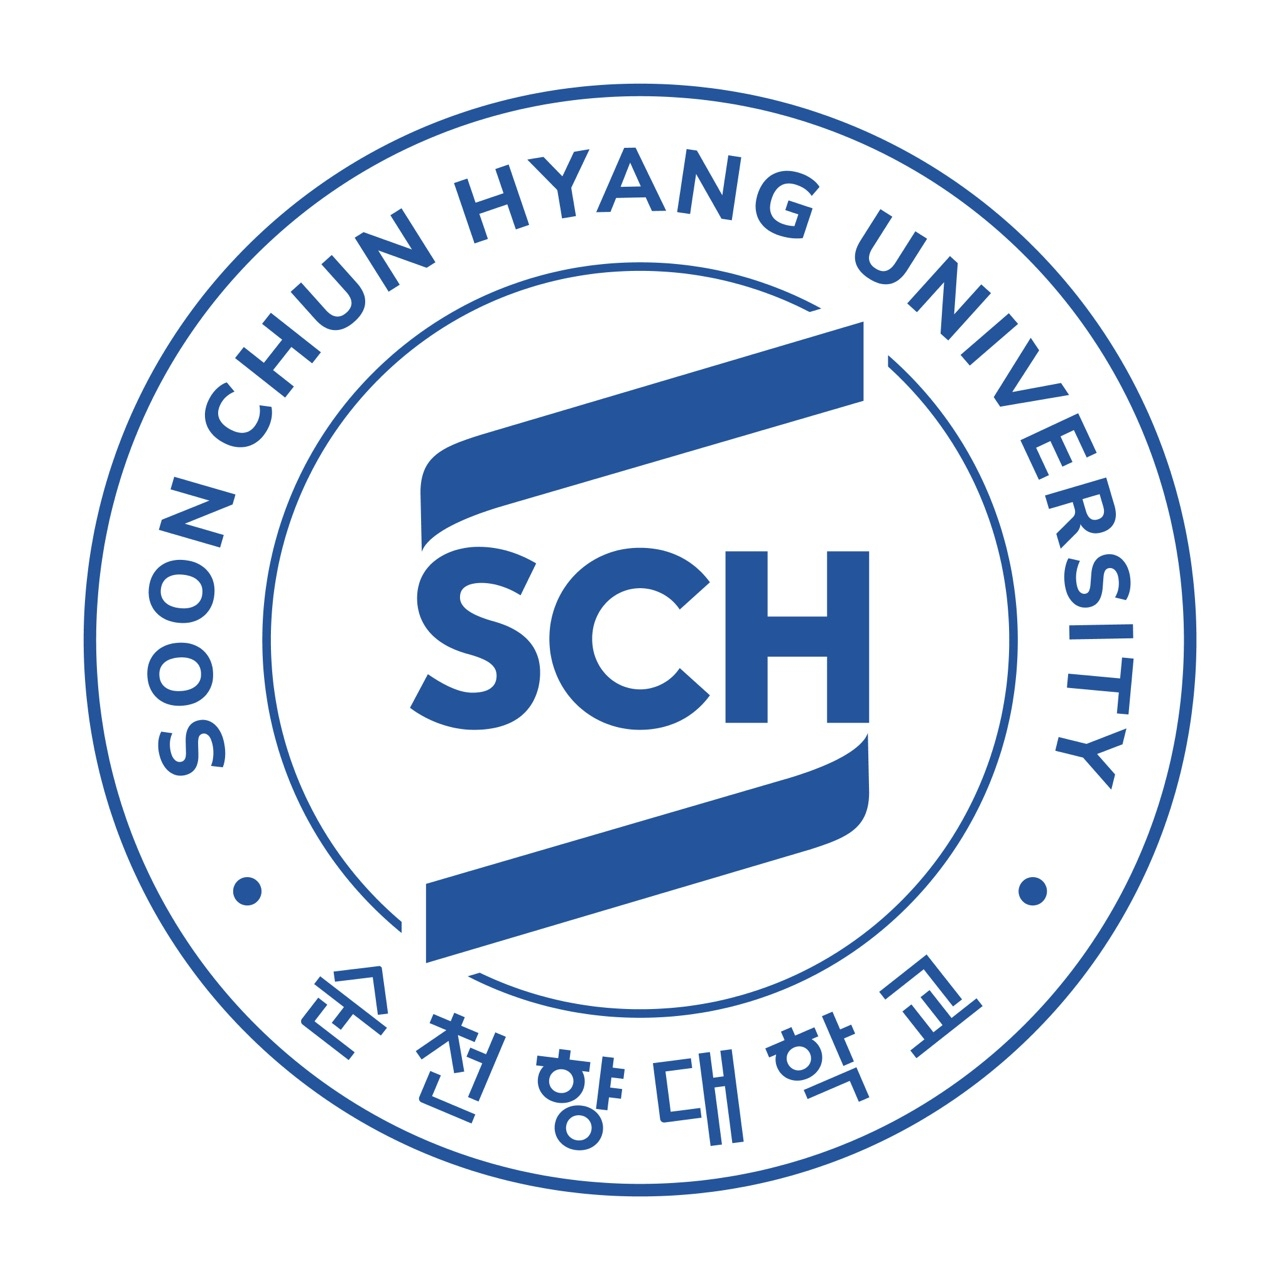 SOON CHUN HYANG UNIVERSITY
SCH
순천향대학교